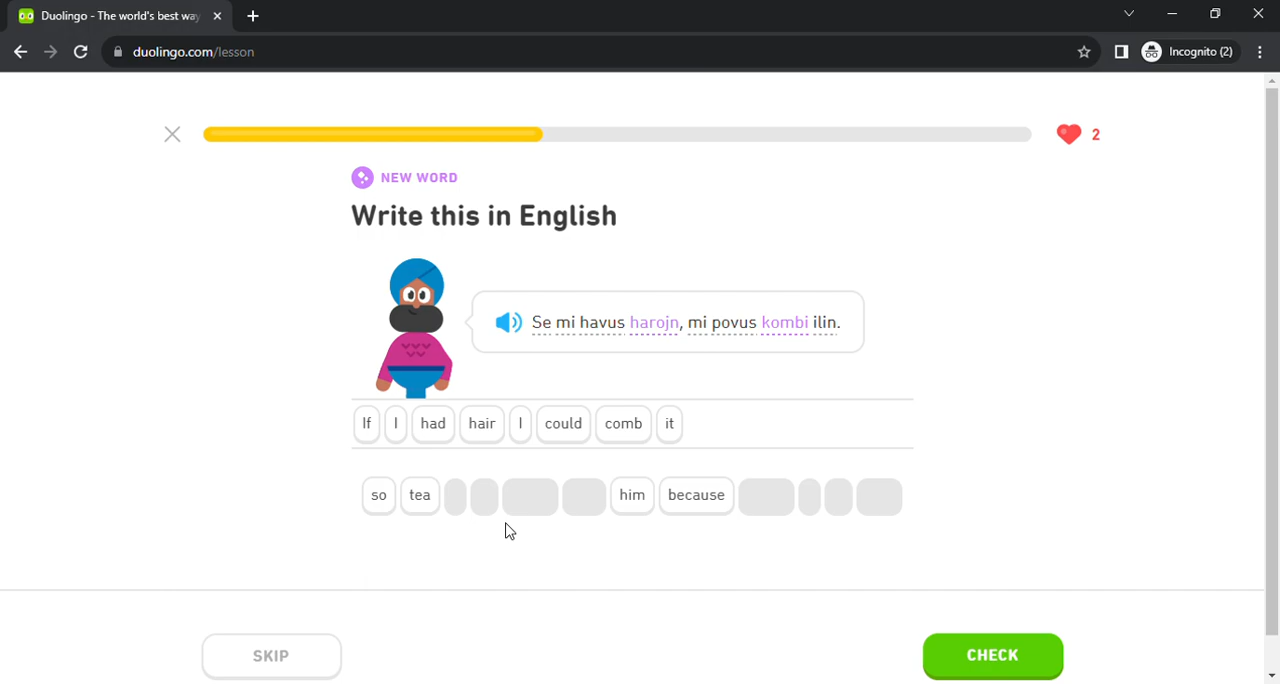 Duolingo - The world's best way
duolingo.com/lesson
Incognito (2)
2
NEW WORD
Write this in English
Se mi havus harojn, mi povus kombi ilin.
If I had hair I could comb it
so tea him because
SKIP
CHECK